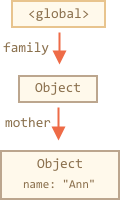 <global>
family
Object
mother
Object
name: "Ann"